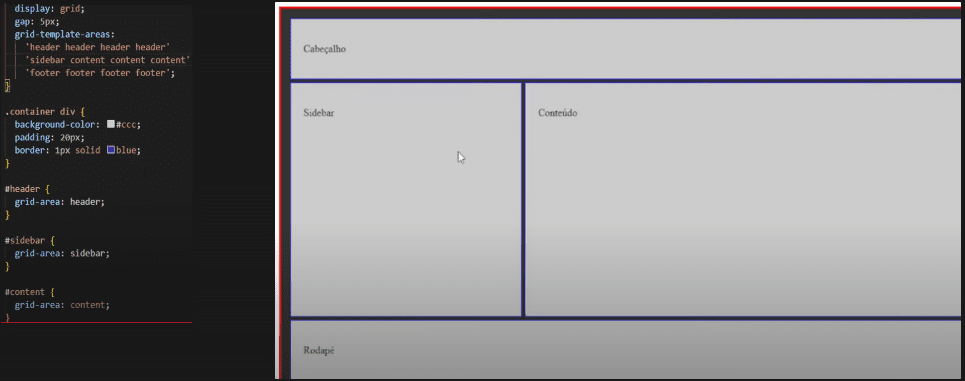 display: grid;
gap: 5px;
grid-template-areas:
'header header header header'
'sidebar content content content'
'footer footer footer footer';
}
.container div {
background-color: #ccc;
padding: 20px;
border: 1px solid blue;
}
#header {
grid-area: header;
}
#sidebar {
grid-area: sidebar;
}
#content {
grid-area: content;
}
Cabeçalho
Sidebar
Conteúdo
Rodapé